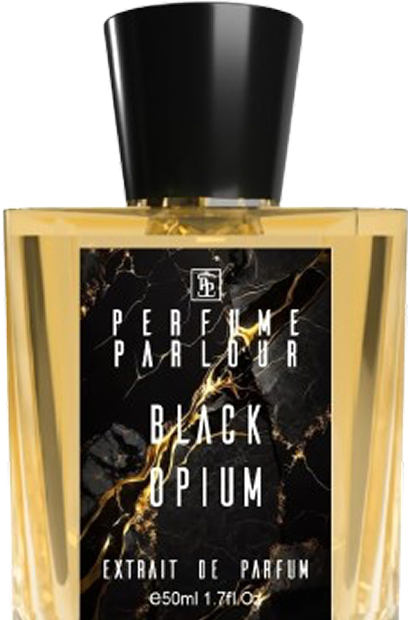 PERFUME
PARLOUR
BLACK
OPIUM
EXTRAIT DE PARFUM
℮50ml 1.7fl.Oz